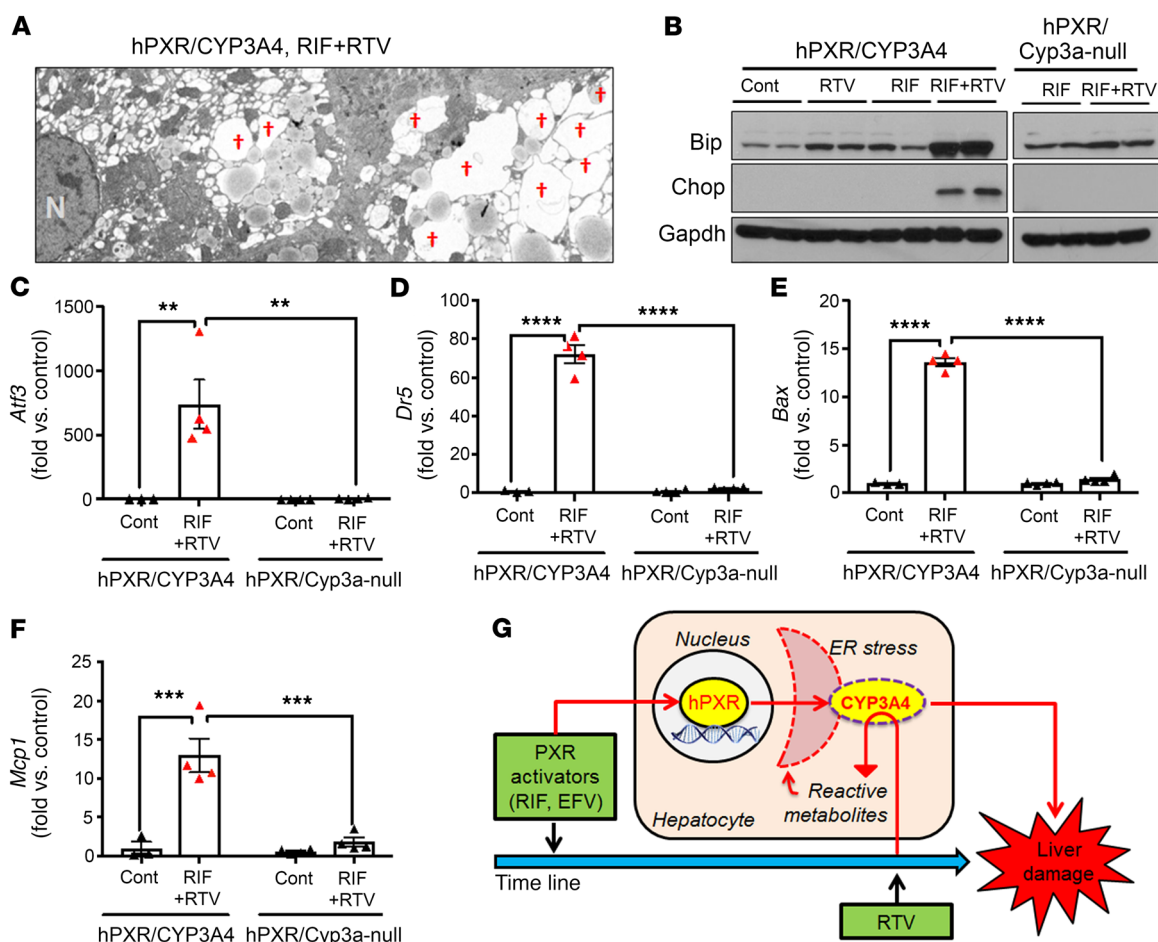 A
hPXR/CYP3A4, RIF+RTV
† † † † † † † † † †
N
B
hPXR/CYP3A4
hPXR/
Cyp3a-null
Cont RTV RIF RIF+RTV RIF RIF+RTV
Bip
Chop
Gapdh
C
Atf3
(fold vs. control)
1500
1000
500
0
** **
Cont RIF
+RTV
Cont RIF
+RTV
hPXR/CYP3A4 hPXR/Cyp3a-null
D
Dr5
(fold vs. control)
100
80
60
40
20
0
**** ****
Cont RIF
+RTV
Cont RIF
+RTV
hPXR/CYP3A4 hPXR/Cyp3a-null
E
Bax
(fold vs. control)
20
15
10
5
0
**** ****
Cont RIF
+RTV
Cont RIF
+RTV
hPXR/CYP3A4 hPXR/Cyp3a-null
F
Mcp1
(fold vs. control)
25
20
15
10
5
0
*** ***
Cont RIF
+RTV
Cont RIF
+RTV
hPXR/CYP3A4 hPXR/Cyp3a-null
G
Nucleus
ER stress
hPXR
CYP3A4
PXR
activators
(RIF, EFV)
Reactive
metabolites
Hepatocyte
Time line
RTV
Liver
damage